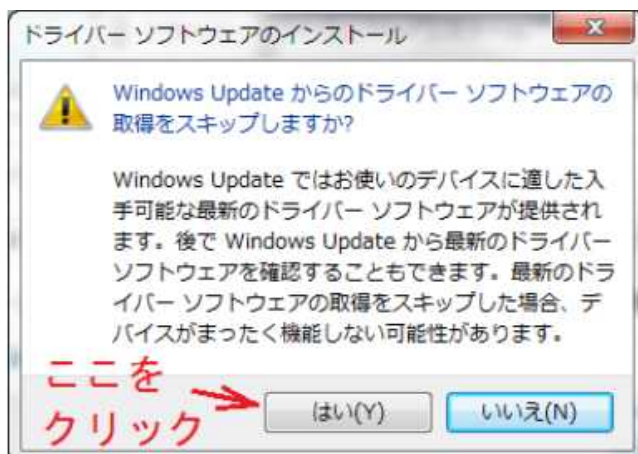 ドライバー ソフトウェアのインストール
Windows Update からのドライバー ソフトウェアの
取得をスキップしますか?
Windows Update ではお使いのデバイスに適した入
手可能な最新のドライバー ソフトウェアが提供され
ます。後で Windows Update から最新のドライバー
ソフトウェアを確認することもできます。最新のドラ
イバー ソフトウェアの取得をスキップした場合、デ
バイスがまったく機能しない可能性があります。
ここを
クリック
はい(Y)
いいえ(N)